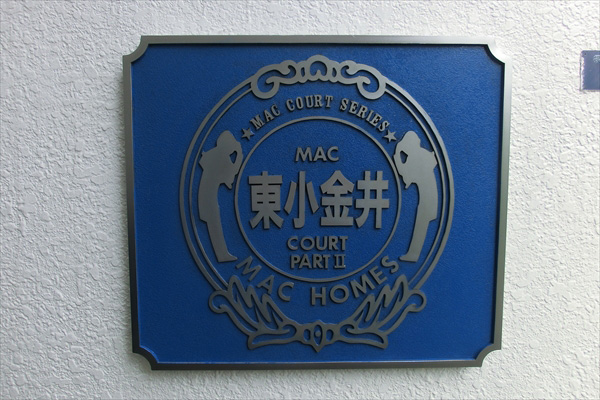 ★MAC COURT SERIES★
MAC
東小金井
COURT
PART II
MAC HOMES